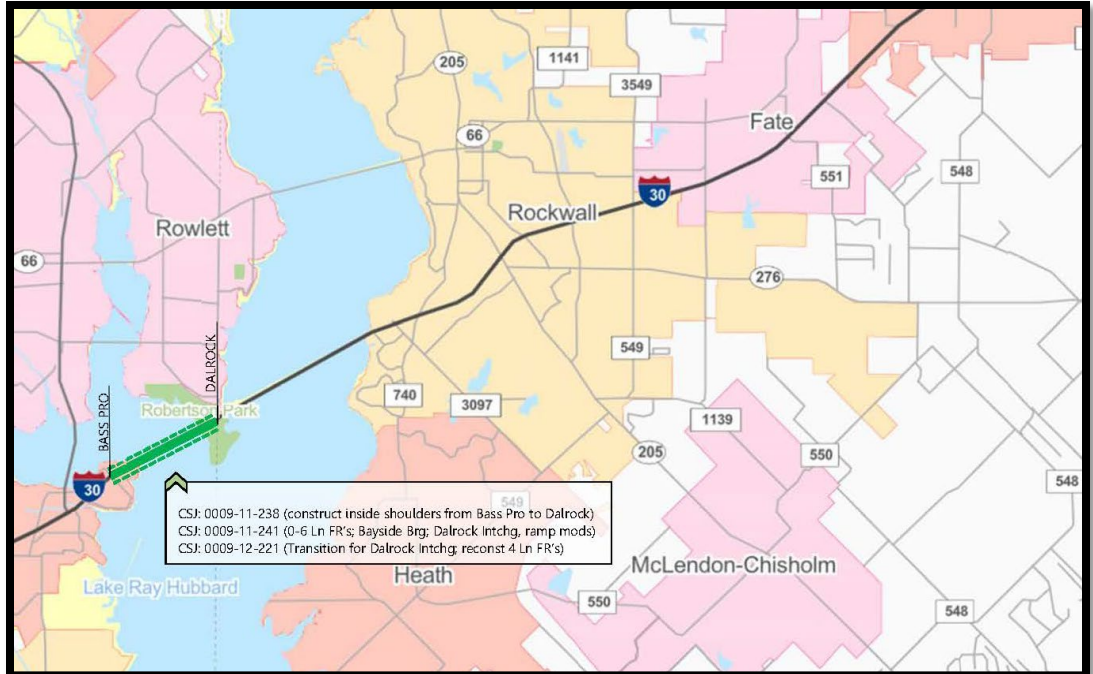 205
1141
3549
66
Fate
551
548
30
Rockwall
Rowlett
66
276
549
DALROCK
740
3097
Robertson Park
BASS PRO
1139
205
550
548
30
549
CSJ: 0009-11-238 (construct inside shoulders from Bass Pro to Dalrock)
CSJ: 0009-11-241 (0-6 Ln FR's; Bayside Brg; Dalrock Intchg, ramp mods)
CSJ: 0009-12-221 (Transition for Dalrock Intchg; reconst 4 Ln FR's)
McLendon-Chisholm
Heath
Lake Ray Hubbard
550
548